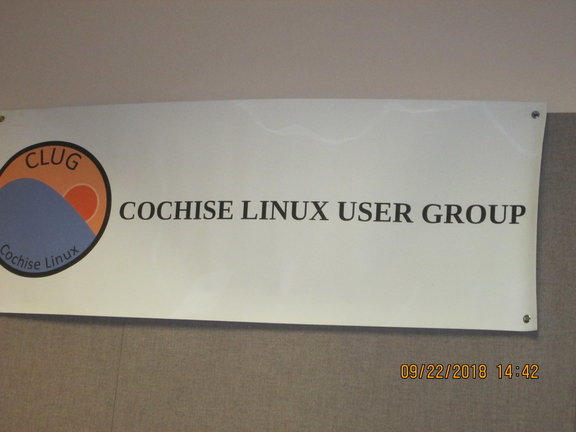 CLUG
Cochise Linux
COCHISE LINUX USER GROUP
09/22/2018 14:42